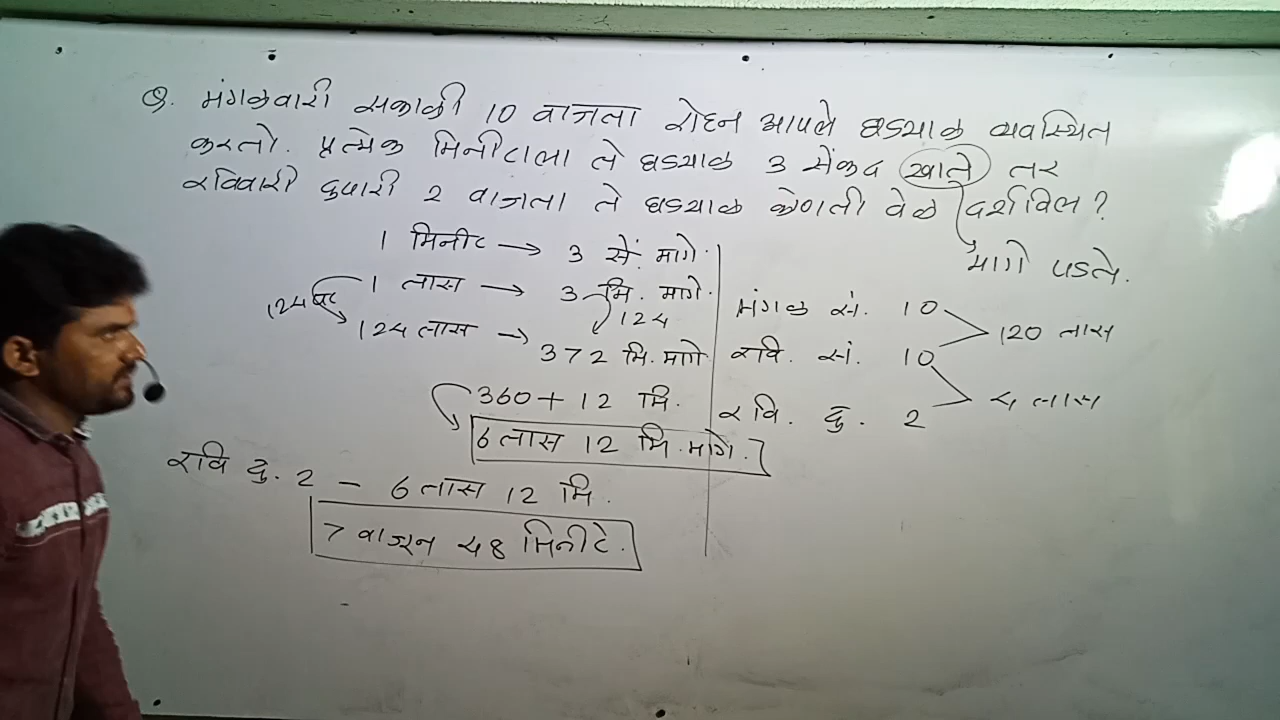 Q. मंगळवारी सकाळी 10 वाजता रोहन आपले घड्याळ व्यवस्थित
करतो. प्रत्येक मिनीटाला ते घड्याळ 3 सेंकद खाते तर
रविवारी दुपारी 2 वाजता ते घड्याळ कोणती वेळ दर्शविल?
मागे पडते.
1 मिनीट → 3 सें. मागे.
1 तास → 3 मि. मागे.
124
124 तास → 372 मि. मागे
360 + 12 मि.
6 तास 12 मि. मागे.
रवि दु. 2 - 6 तास 12 मि.
7 वाजून 48 मिनीटे.
मंगळ स. 10
120 तास
रवि. स. 10
4 तास
रवि. दु. 2